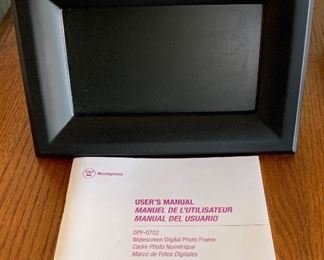 Westinghouse
USER'S MANUAL
MANUEL DE L'UTILISATEUR
MANUAL DEL USUARIO
DPF-0702
Widescreen Digital Photo Frame
Cadre Photo Numérique
Marco de Fotos Digitales